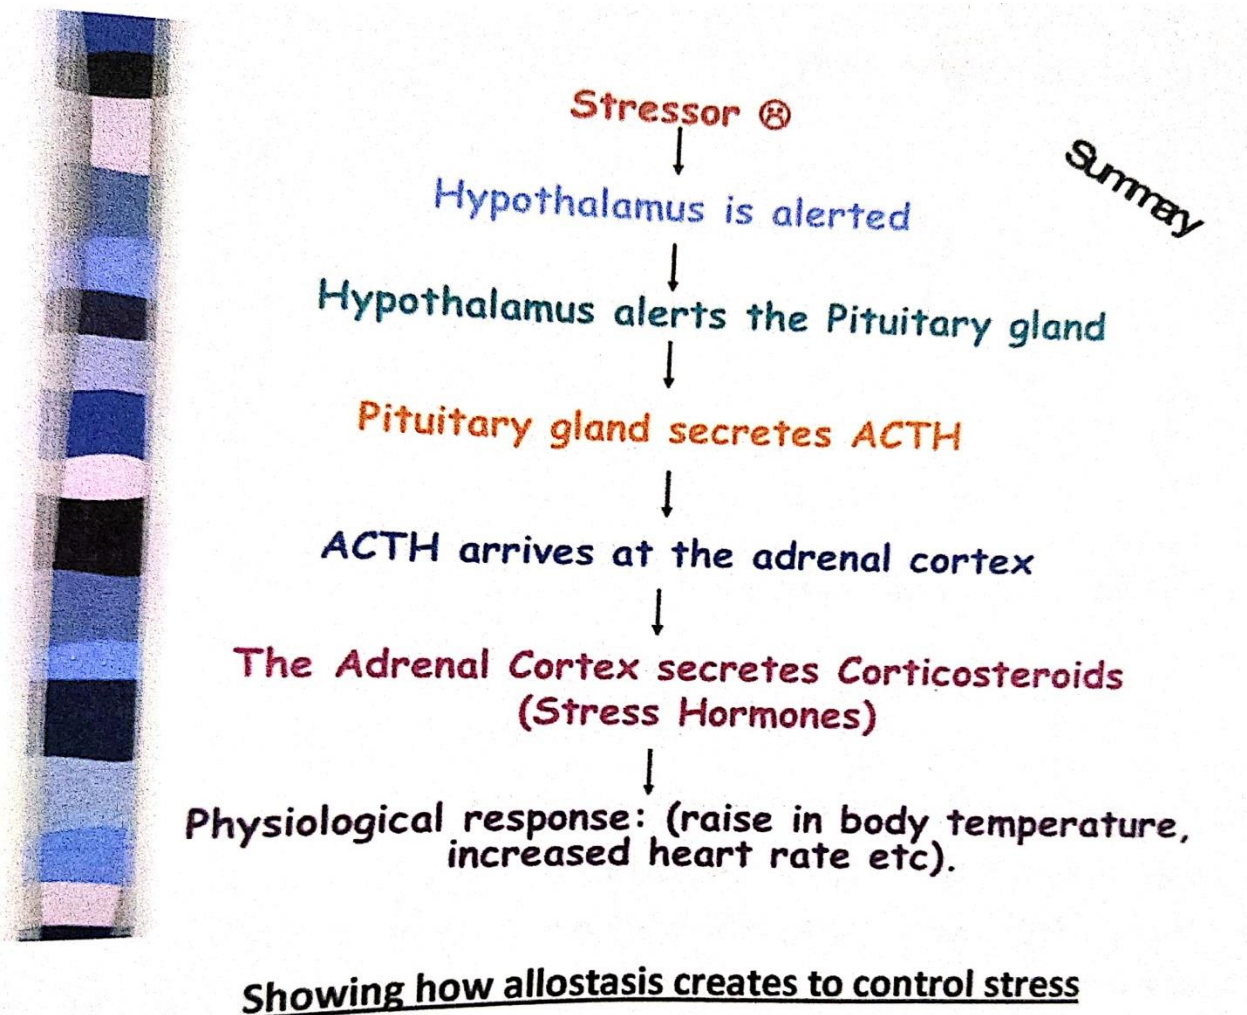 Stressor ☹
Summary
Hypothalamus is alerted
Hypothalamus alerts the Pituitary gland
Pituitary gland secretes ACTH
ACTH arrives at the adrenal cortex
The Adrenal Cortex secretes Corticosteroids
(Stress Hormones)
Physiological response: (raise in body temperature,
increased heart rate etc).
Showing how allostasis creates to control stress